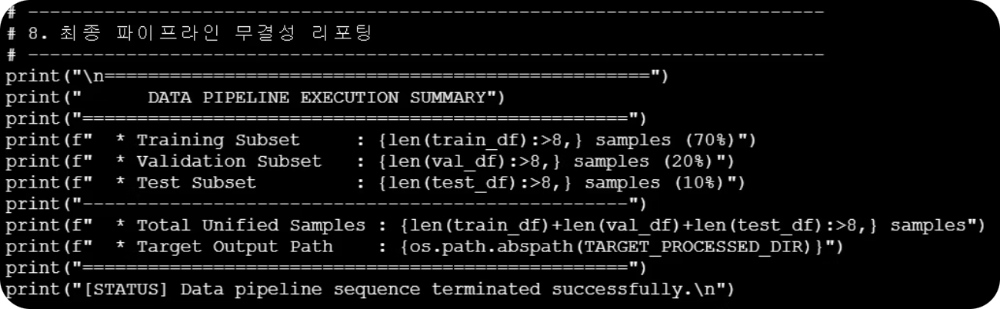 # -------------------------------------------------------------------------
# 8. 최종 파이프라인 무결성 리포팅
# -------------------------------------------------------------------------
print("\n==================================================")
print("      DATA PIPELINE EXECUTION SUMMARY")
print("==================================================")
print(f"  * Training Subset     : {len(train_df):>8,} samples (70%)")
print(f"  * Validation Subset   : {len(val_df):>8,} samples (20%)")
print(f"  * Test Subset         : {len(test_df):>8,} samples (10%)")
print("--------------------------------------------------")
print(f"  * Total Unified Samples : {len(train_df)+len(val_df)+len(test_df):>8,} samples")
print(f"  * Target Output Path    : {os.path.abspath(TARGET_PROCESSED_DIR)}")
print("==================================================")
print("[STATUS] Data pipeline sequence terminated successfully.\n")